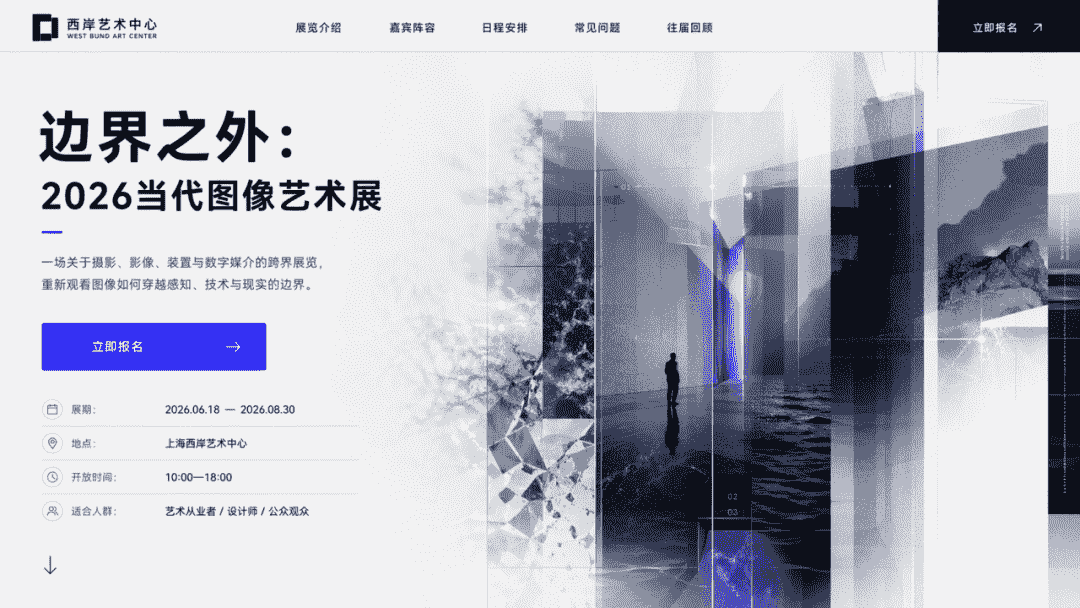 西岸艺术中心
WEST BUND ART CENTER
展览介绍
嘉宾阵容
日程安排
常见问题
往届回顾
立即报名
边界之外：
2026当代图像艺术展
一场关于摄影、影像、装置与数字媒介的跨界展览，
重新观看图像如何穿越感知、技术与现实的边界。
立即报名
展期： 2026.06.18 — 2026.08.30
地点： 上海西岸艺术中心
开放时间： 10:00—18:00
适合人群： 艺术从业者 / 设计师 / 公众观众
02
03